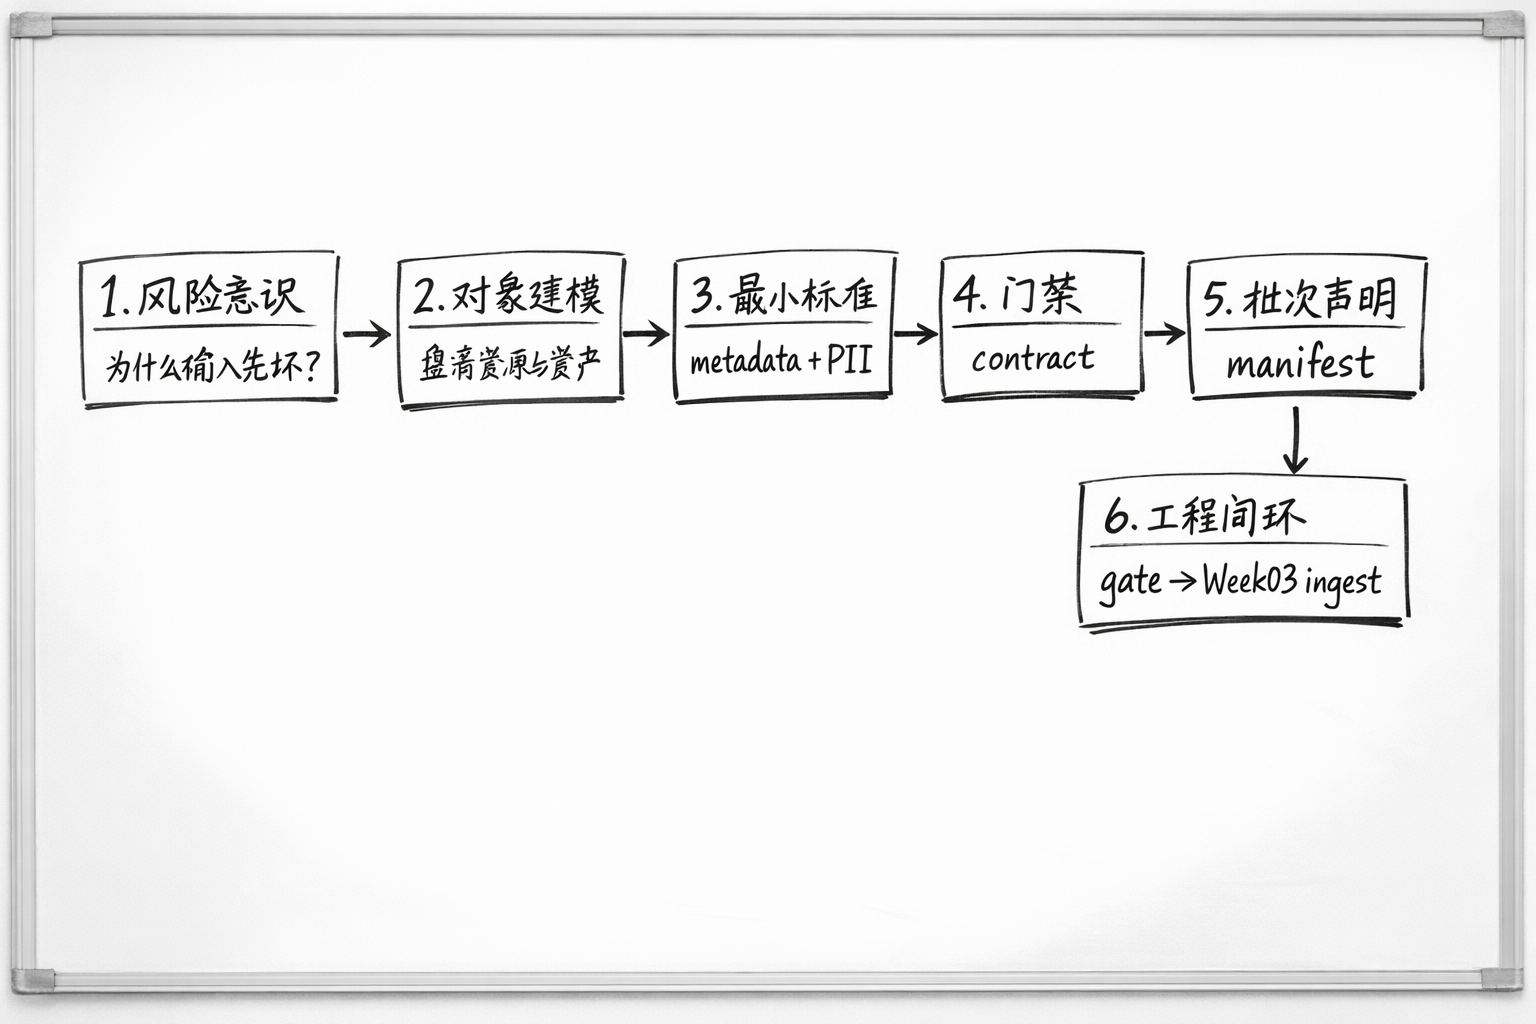 1. 风险意识
为什么输入先坏?
2. 对象建模
盘清资源与资产
3. 最小标准
metadata + PII
4. 门禁
contract
5. 批次声明
manifest
6. 工程间环
gate → Week03 ingest